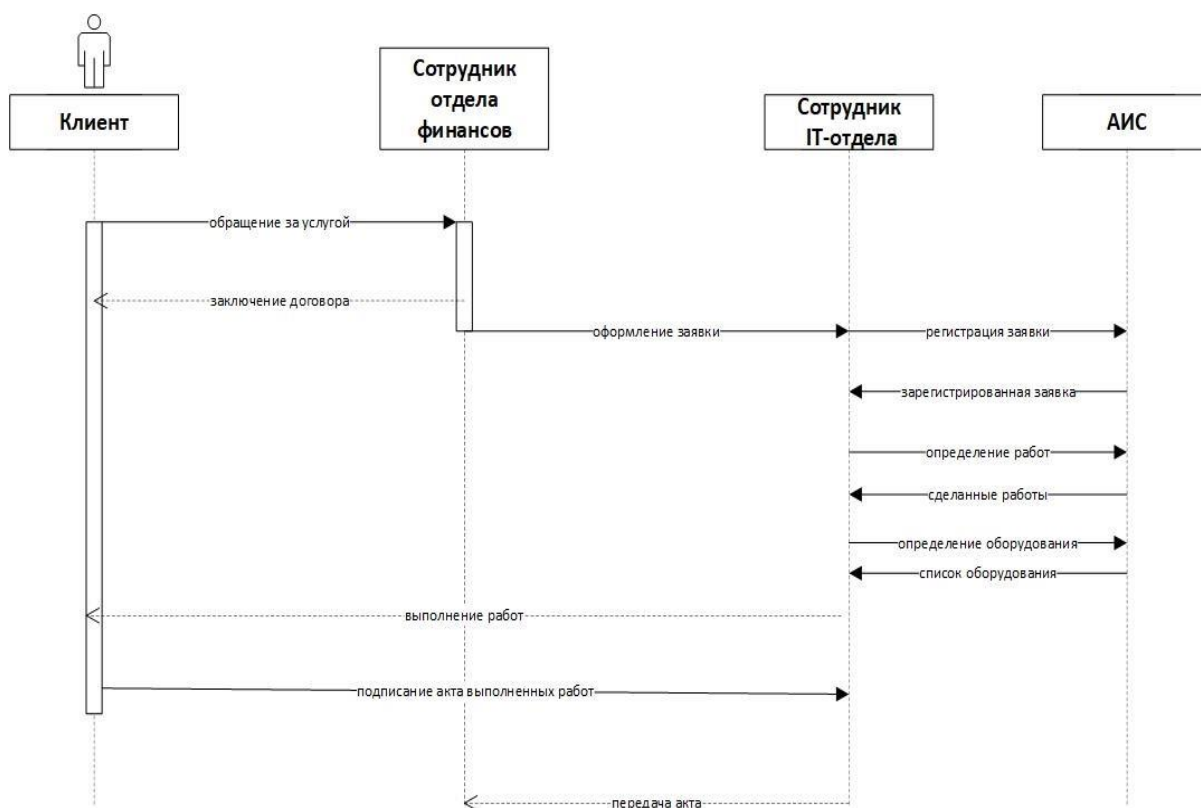 Клиент
Сотрудник
отдела
финансов
Сотрудник
IT-отдела
АИС
обращение за услугой
заключение договора
оформление заявки
регистрация заявки
зарегистрированная заявка
определение работ
сделанные работы
определение оборудования
список оборудования
выполнение работ
подписание акта выполненных работ
передача акта